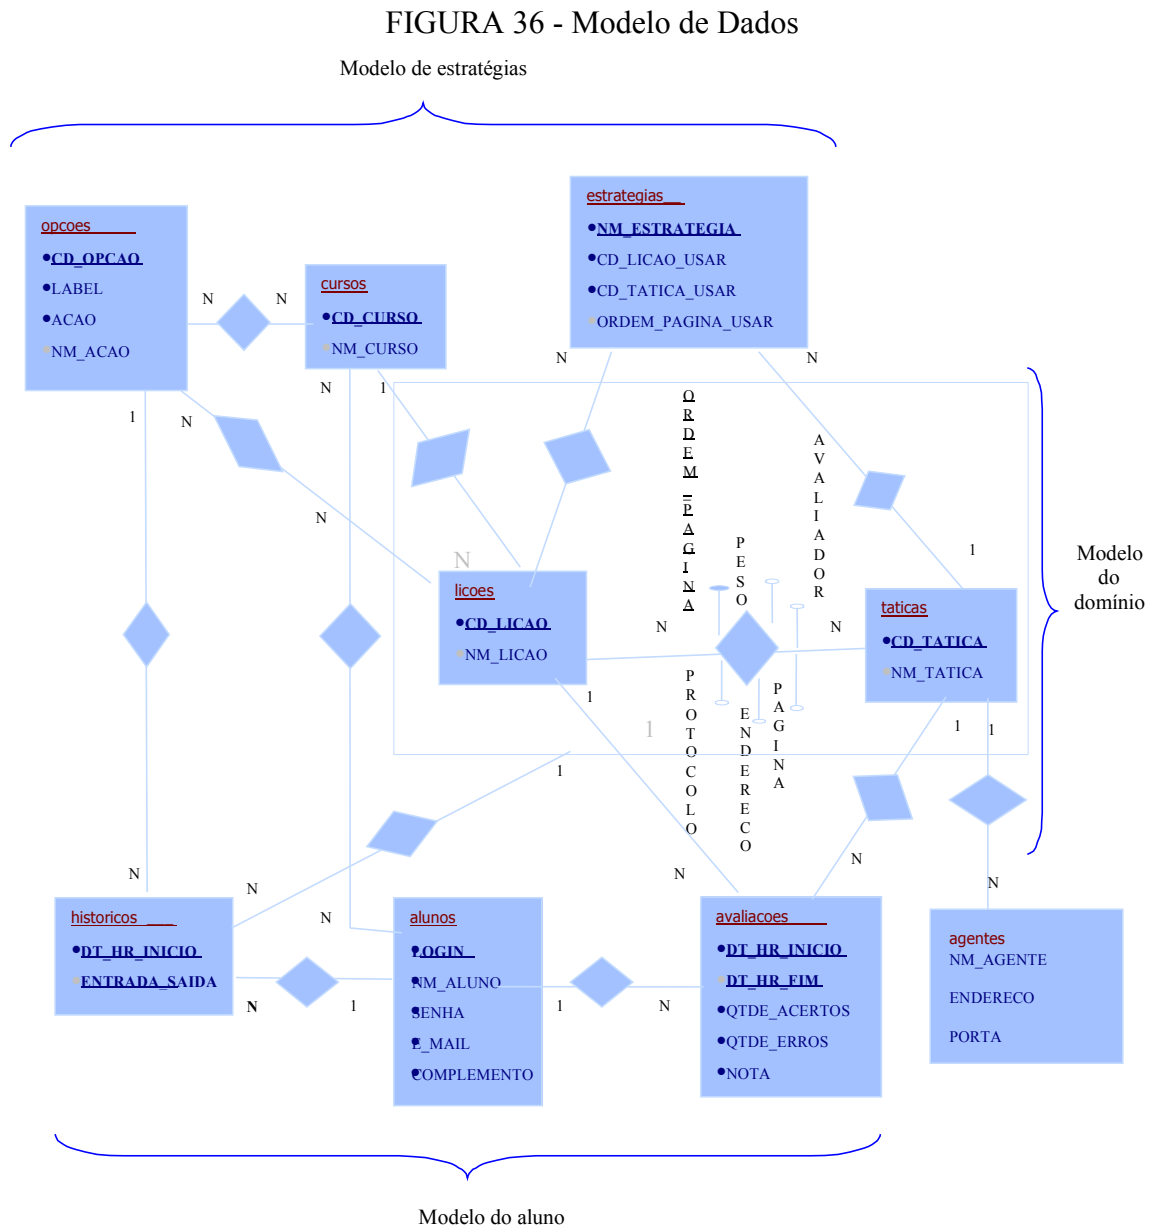 FIGURA 36 - Modelo de Dados
Modelo de estratégias
opcoes
•CD_OPCAO
•LABEL
•ACAO
•NM_ACAO
N
N
cursos
•CD_CURSO
•NM_CURSO
estrategias__
•NM_ESTRATEGIA
•CD_LICAO_USAR
•CD_TATICA_USAR
•ORDEM_PAGINA_USAR
1
N
N
1
N
N
N
N
1
ORDEM_PAGINA
PESO
AVALIADOR
licoes
•CD_LICAO
•NM_LICAO
N
N
taticas
•CD_TATICA
•NM_TATICA
Modelo
do
domínio
1
1
1
1
1
PROTOCOLO
ENDERECO
PAGINA
N
N
N
N
N
N
historicos ___
•DT_HR_INICIO
•ENTRADA_SAIDA
N
1
alunos
•LOGIN
•NM_ALUNO
•SENHA
•E_MAIL
•COMPLEMENTO
1
N
avaliacoes
•DT_HR_INICIO
•DT_HR_FIM
•QTDE_ACERTOS
•QTDE_ERROS
•NOTA
agentes
NM_AGENTE
ENDERECO
PORTA
Modelo do aluno